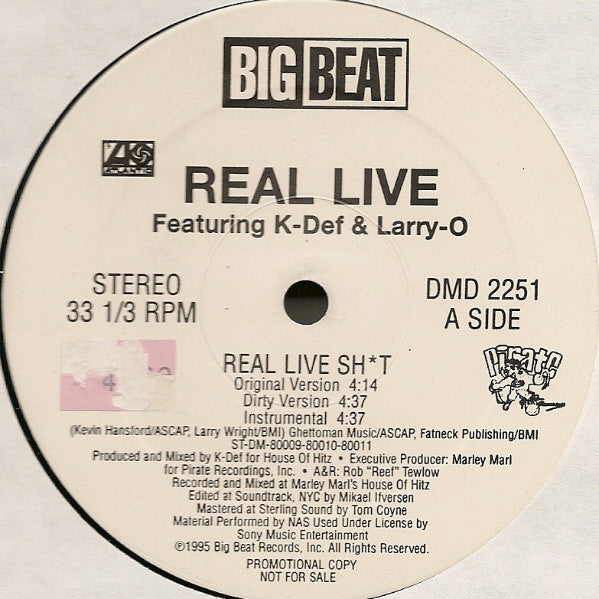 BIG BEAT
ATLANTIC
REAL LIVE
Featuring K-Def & Larry-O
STEREO
33 1/3 RPM
DMD 2251
A SIDE
Pirate
REAL LIVE SH*T
Original Version 4:14
Dirty Version 4:37
Instrumental 4:37
(Kevin Hansford/ASCAP, Larry Wright/BMI) Ghettoman Music/ASCAP, Fatneck Publishing/BMI
ST-DM-80009-80010-80011
Produced and Mixed by K-Def for House Of Hitz • Executive Producer: Marley Marl
for Pirate Recordings, Inc. • A&R: Rob "Reef" Tewlow
Recorded and Mixed at Marley Marl's House Of Hitz
Edited at Soundtrack, NYC by Mikael Ifversen
Mastered at Sterling Sound by Tom Coyne
Material Performed by NAS Used Under License by
Sony Music Entertainment
℗1995 Big Beat Records, Inc. All Rights Reserved.
PROMOTIONAL COPY
NOT FOR SALE